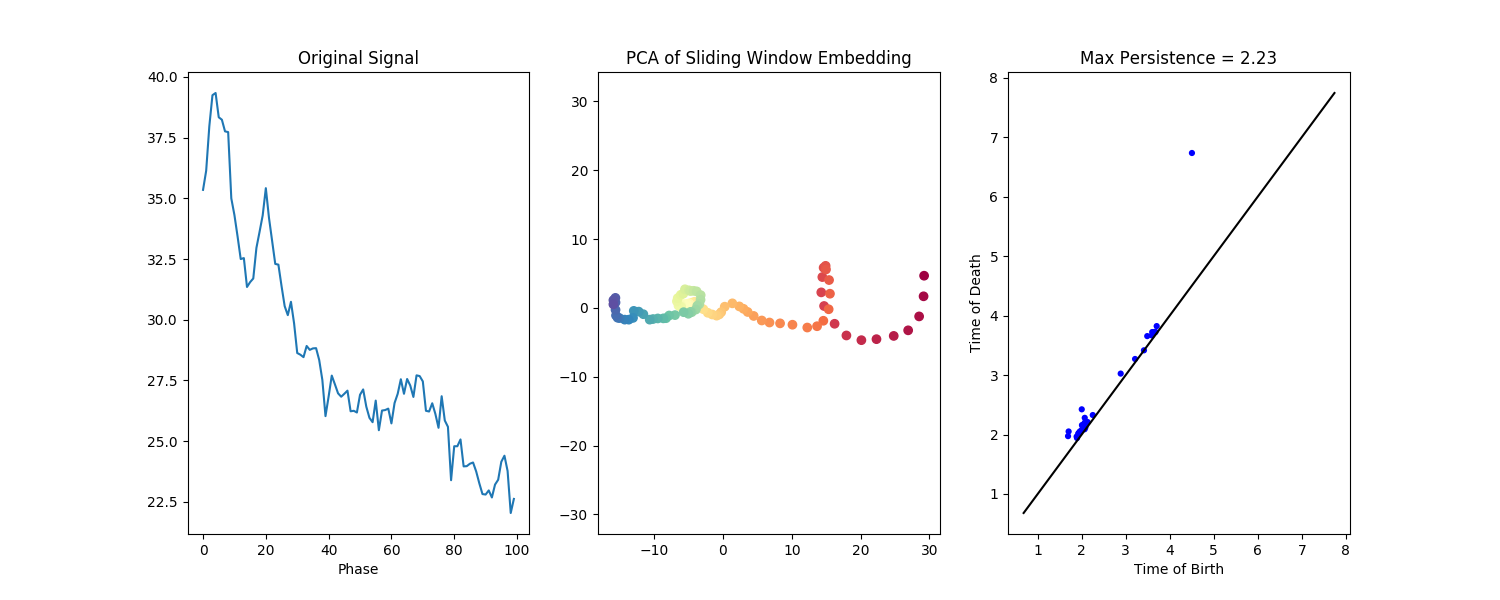 Original Signal
40.0
37.5
35.0
32.5
30.0
27.5
25.0
22.5
0 20 40 60 80 100
Phase
PCA of Sliding Window Embedding
30
20
10
0
−10
−20
−30
−10 0 10 20 30
Max Persistence = 2.23
Time of Death
8
7
6
5
4
3
2
1
1 2 3 4 5 6 7 8
Time of Birth